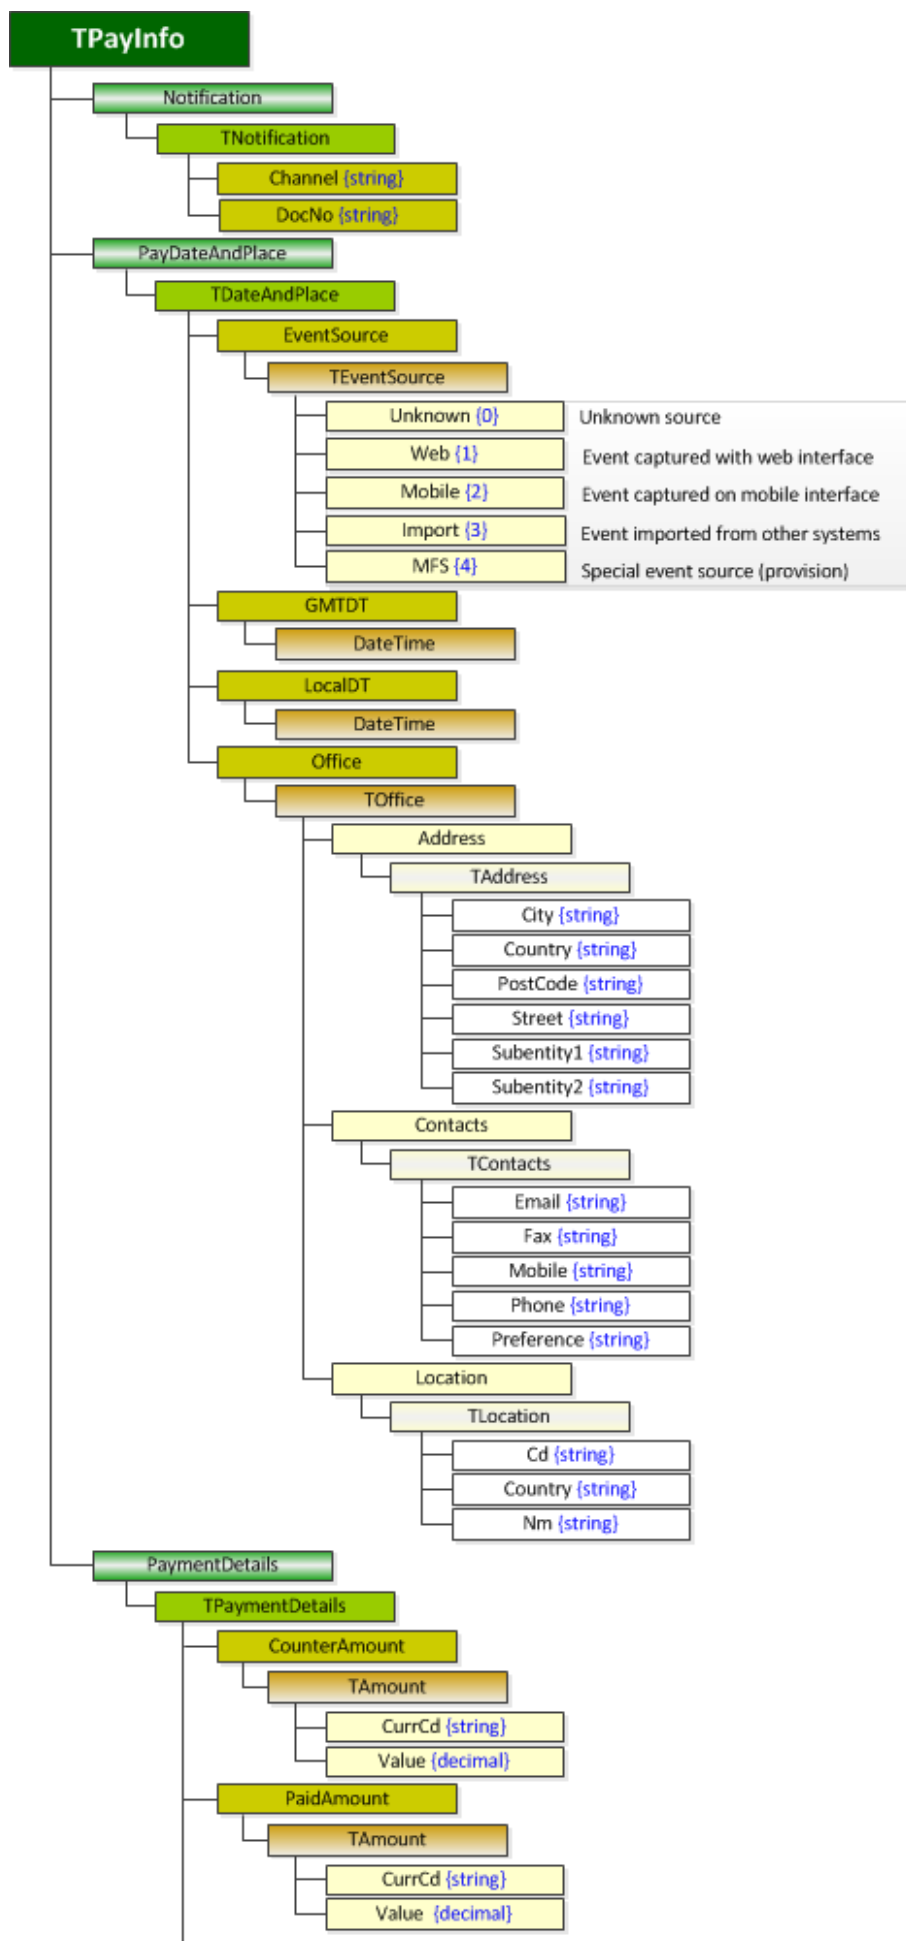 TPayInfo
Notification
TNotification
Channel {string}
DocNo {string}
PayDateAndPlace
TDateAndPlace
EventSource
TEventSource
Unknown {0} Unknown source
Web {1} Event captured with web interface
Mobile {2} Event captured on mobile interface
Import {3} Event imported from other systems
MFS {4} Special event source (provision)
GMTDT
DateTime
LocalDT
DateTime
Office
TOffice
Address
TAddress
City {string}
Country {string}
PostCode {string}
Street {string}
Subentity1 {string}
Subentity2 {string}
Contacts
TContacts
Email {string}
Fax {string}
Mobile {string}
Phone {string}
Preference {string}
Location
TLocation
Cd {string}
Country {string}
Nm {string}
PaymentDetails
TPaymentDetails
CounterAmount
TAmount
CurrCd {string}
Value {decimal}
PaidAmount
TAmount
CurrCd {string}
Value {decimal}